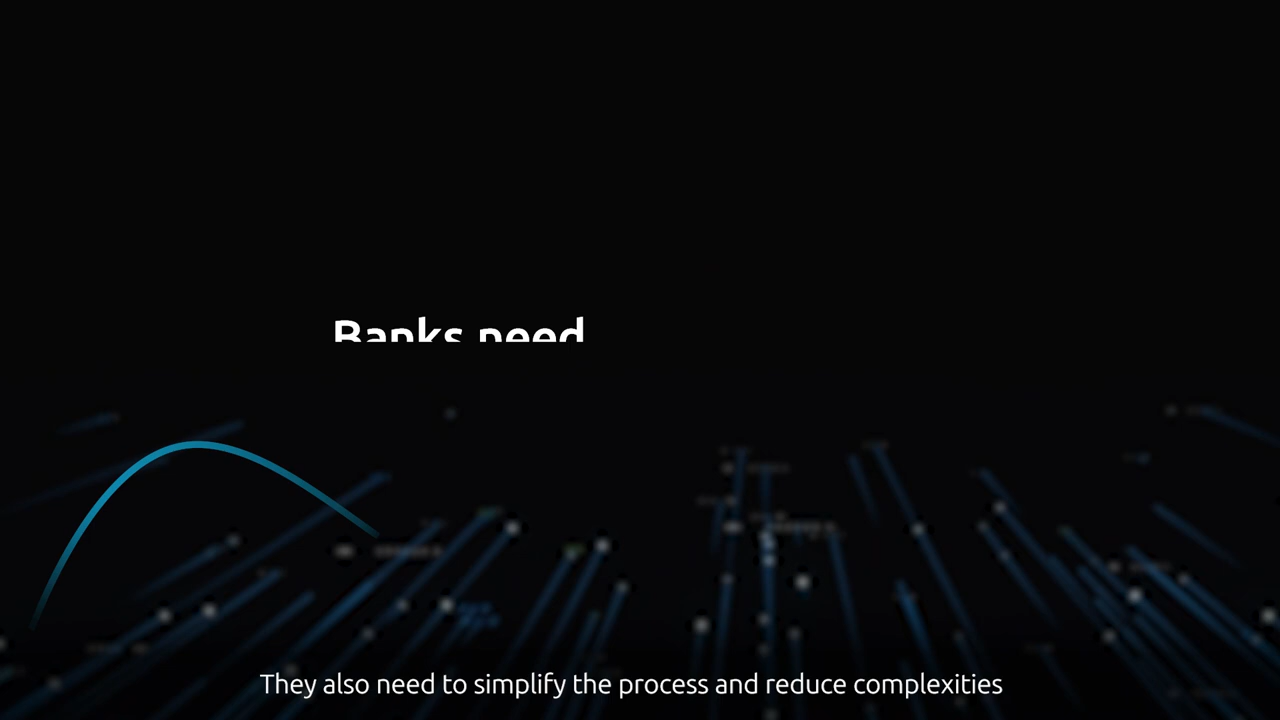 Banks need
They also need to simplify the process and reduce complexities